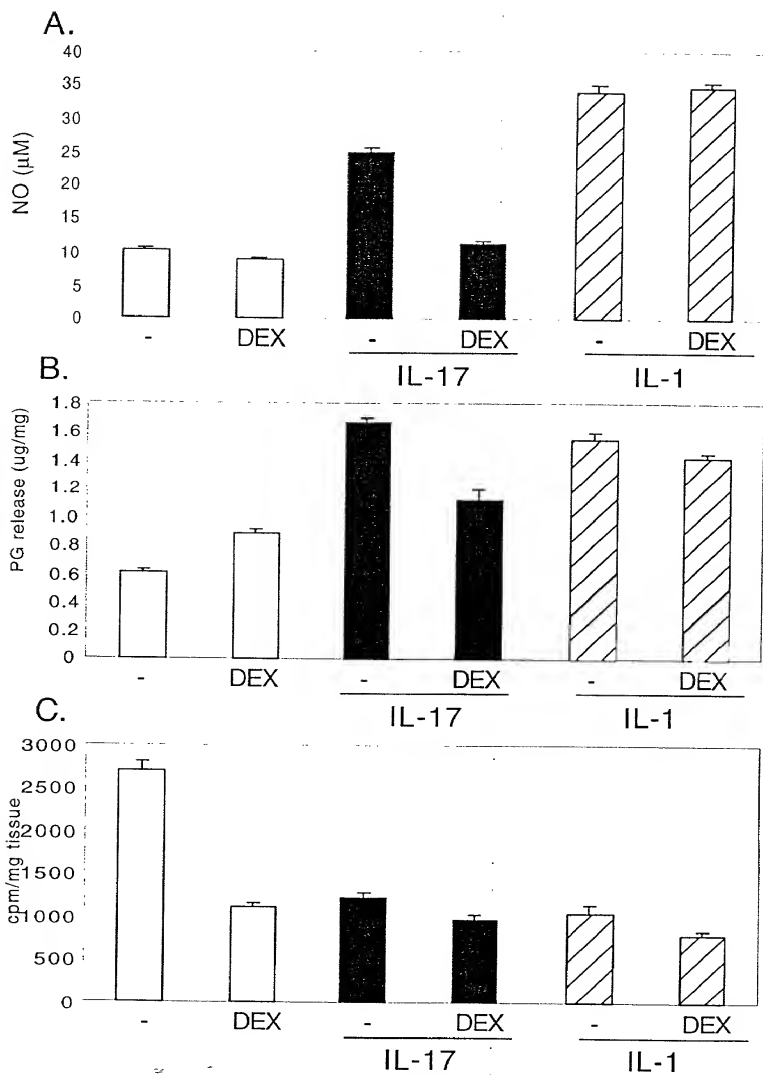 A.
40
35
30
25
20
15
10
5
0
NO (μM)
- DEX - DEX - DEX
IL-17 IL-1
B.
1.8
1.6
1.4
1.2
1.0
0.8
0.6
0.4
0.2
0
PG release (ug/mg)
- DEX - DEX - DEX
IL-17 IL-1
C.
3000
2500
2000
1500
1000
500
0
cpm/mg tissue
- DEX - DEX - DEX
IL-17 IL-1